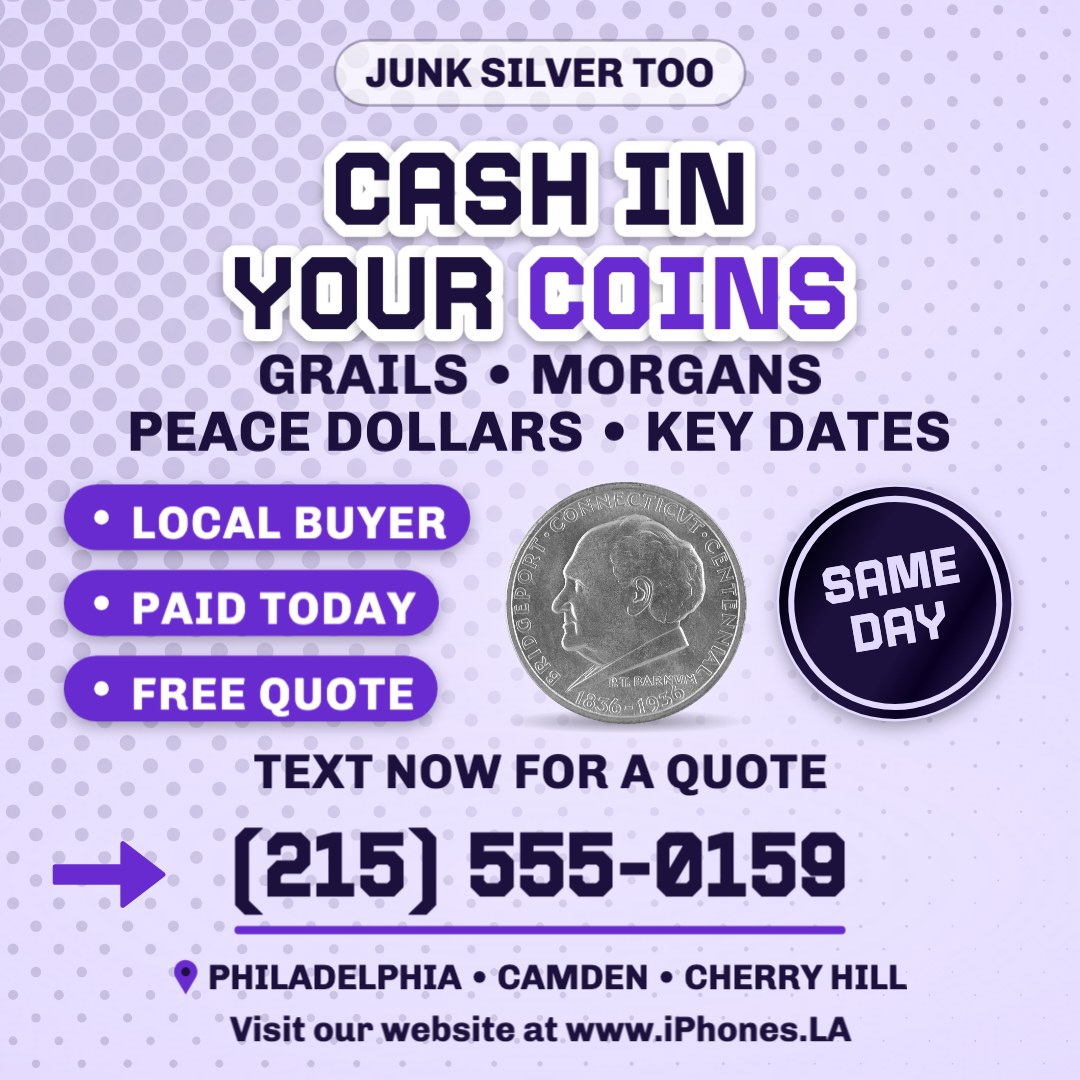 JUNK SILVER TOO
CASH IN
YOUR COINS
GRAILS • MORGANS
PEACE DOLLARS • KEY DATES
• LOCAL BUYER
• PAID TODAY
• FREE QUOTE
BRIDGEPORT·CONNECTICUT·CENTENNIAL
P.T. BARNUM
1836-1936
SAME
DAY
TEXT NOW FOR A QUOTE
(215) 555-0159
PHILADELPHIA • CAMDEN • CHERRY HILL
Visit our website at www.iPhones.LA